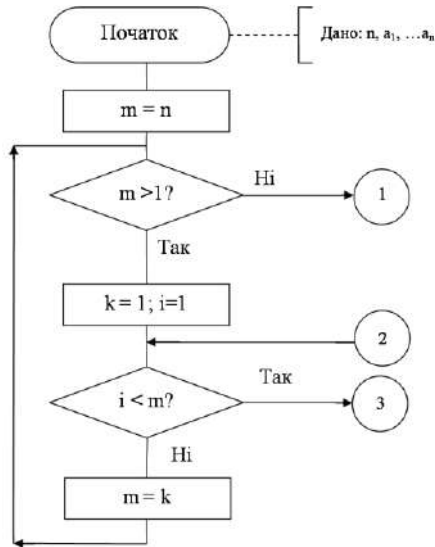 Початок
Дано: n, a₁, …aₙ
m = n
m >1?
Ні
1
Так
k = 1; i=1
2
Так
i < m?
3
Ні
m = k